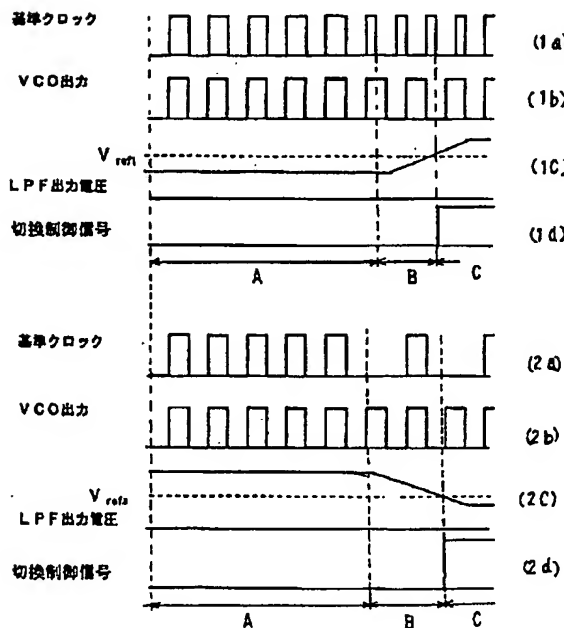 基準クロック
(1a)
VCO出力
(1b)
Vref1
(1C)
LPF出力電圧
切換制御信号
(1d)
A B C
基準クロック
(2a)
VCO出力
(2b)
Vref2
(2C)
LPF出力電圧
切換制御信号
(2d)
A B C